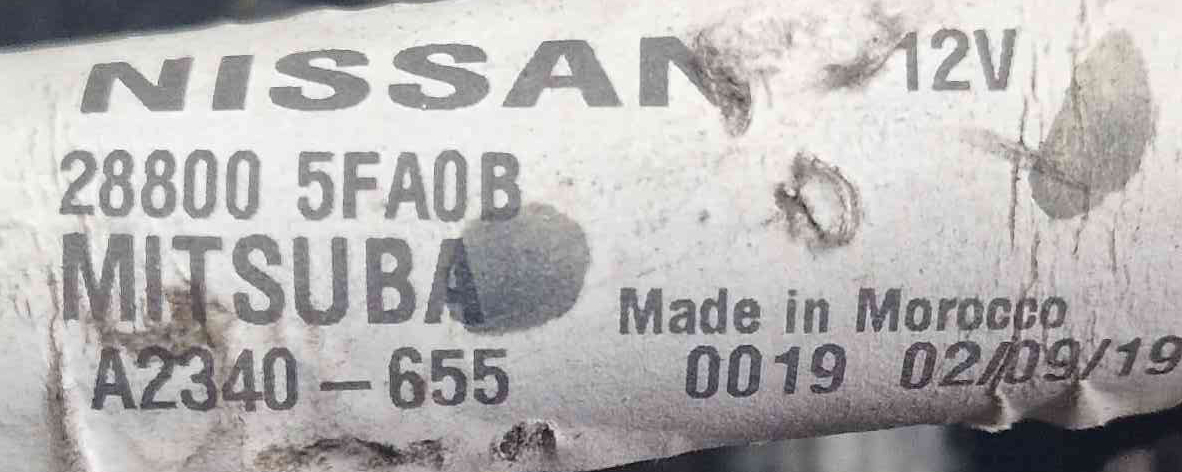 NISSAN 12V
28800 5FA0B
MITSUBA
Made in Morocco
A2340-655 0019 02/09/19